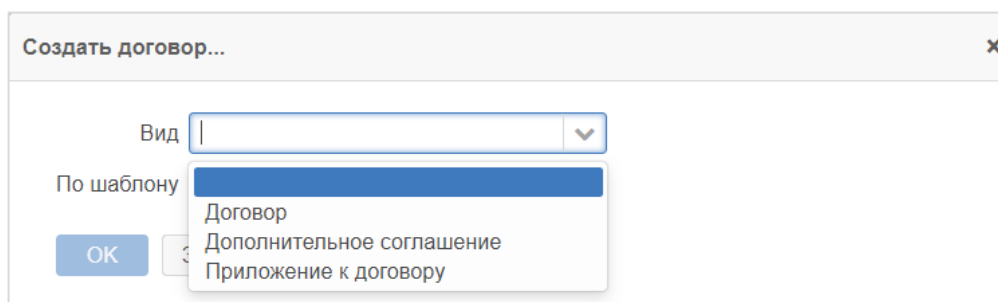 Создать договор...
Вид
По шаблону
Договор
Дополнительное соглашение
Приложение к договору
OK